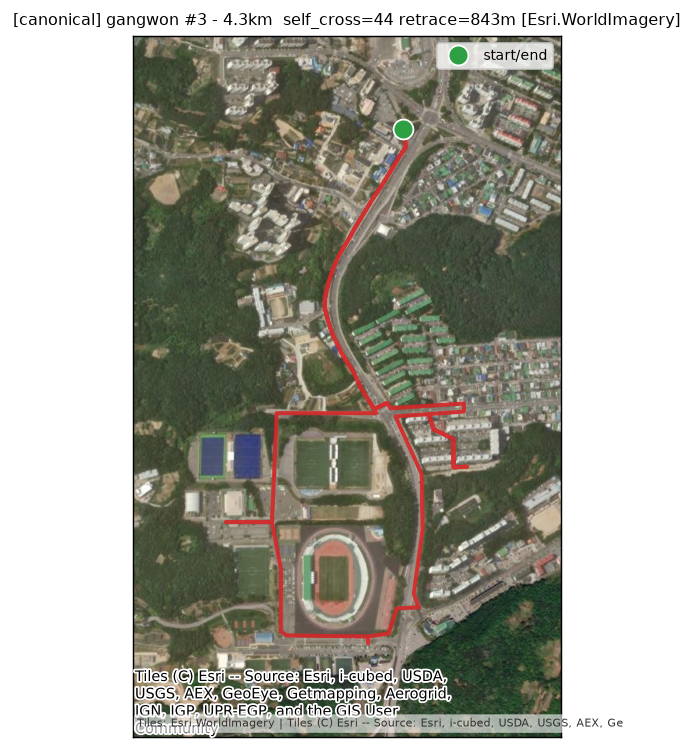 [canonical] gangwon #3 - 4.3km  self_cross=44 retrace=843m [Esri.WorldImagery]
start/end
Tiles (C) Esri -- Source: Esri, i-cubed, USDA,
USGS, AEX, GeoEye, Getmapping, Aerogrid,
IGN, IGP, UPR-EGP, and the GIS User
Community
Tiles: Esri.WorldImagery | Tiles (C) Esri -- Source: Esri, i-cubed, USDA, USGS, AEX, Ge